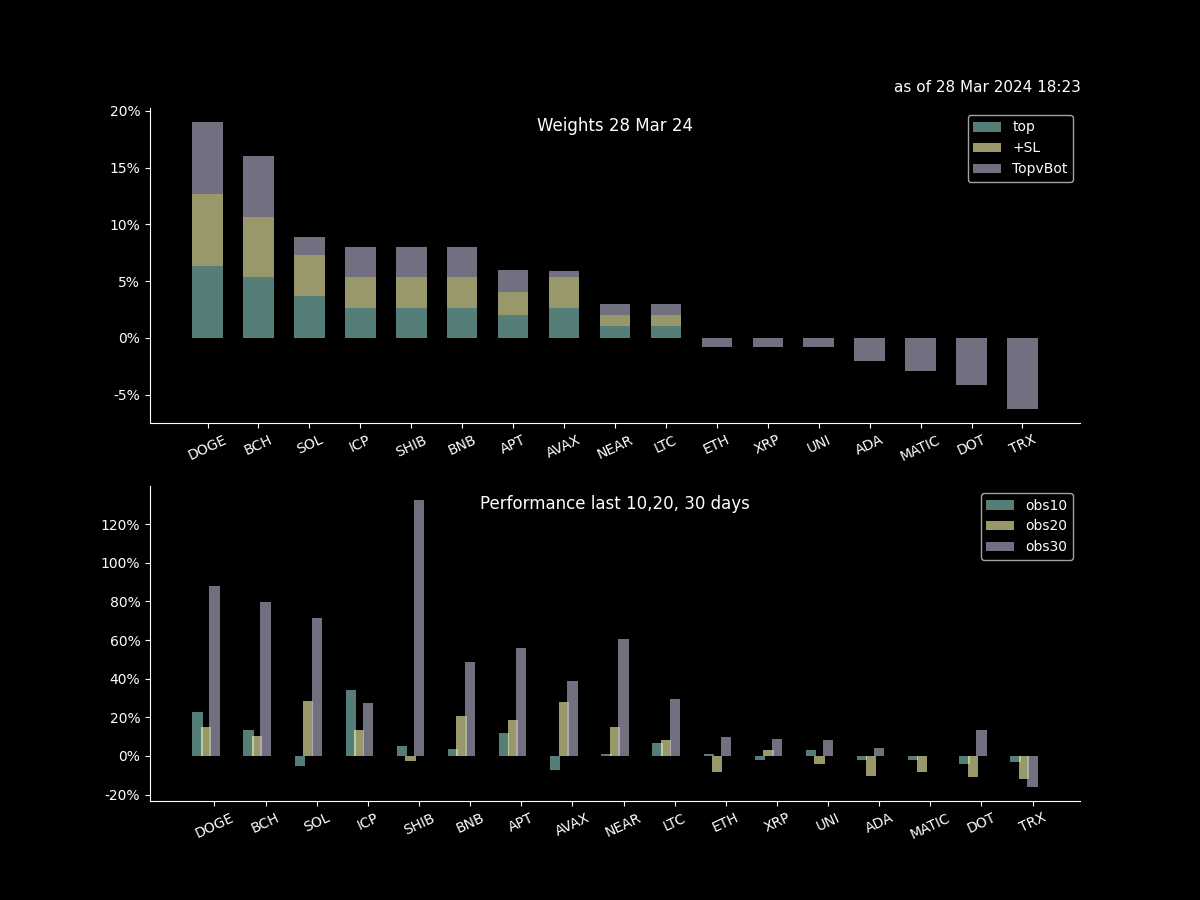 as of 28 Mar 2024 18:23
Weights 28 Mar 24
top
+SL
TopvBot
20%
15%
10%
5%
0%
-5%
DOGE BCH SOL ICP SHIB BNB APT AVAX NEAR LTC ETH XRP UNI ADA MATIC DOT TRX
Performance last 10,20, 30 days
obs10
obs20
obs30
120%
100%
80%
60%
40%
20%
0%
-20%
DOGE BCH SOL ICP SHIB BNB APT AVAX NEAR LTC ETH XRP UNI ADA MATIC DOT TRX